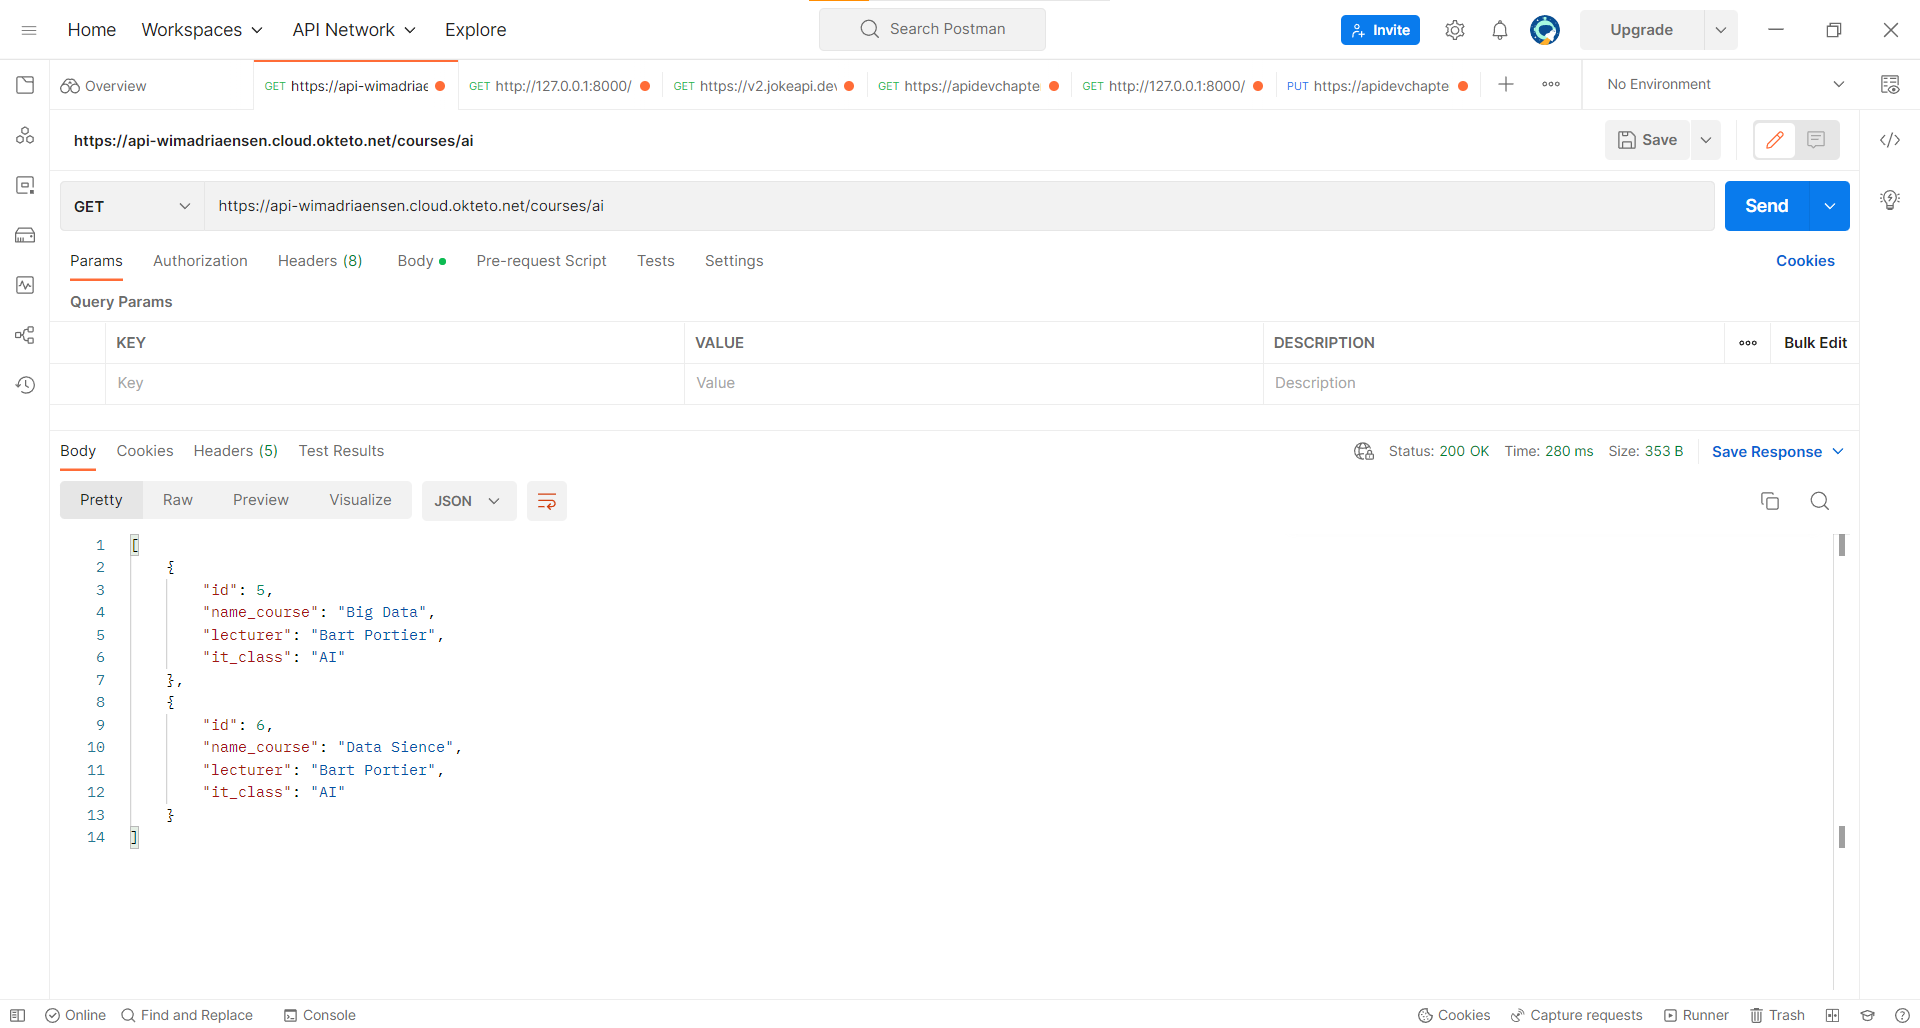 Home Workspaces API Network Explore Search Postman Invite Upgrade
Overview GET https://api-wimadriae GET http://127.0.0.1:8000/ GET https://v2.jokeapi.dev GET https://apidevchapte GET http://127.0.0.1:8000/ PUT https://apidevchapte No Environment
https://api-wimadriaensen.cloud.okteto.net/courses/ai Save
GET https://api-wimadriaensen.cloud.okteto.net/courses/ai Send
Params Authorization Headers (8) Body Pre-request Script Tests Settings Cookies
Query Params
KEY VALUE DESCRIPTION Bulk Edit
Key Value Description
Body Cookies Headers (5) Test Results Status: 200 OK Time: 280 ms Size: 353 B Save Response
Pretty Raw Preview Visualize JSON
1 [
2 {
3 "id": 5,
4 "name_course": "Big Data",
5 "lecturer": "Bart Portier",
6 "it_class": "AI"
7 },
8 {
9 "id": 6,
10 "name_course": "Data Sience",
11 "lecturer": "Bart Portier",
12 "it_class": "AI"
13 }
14 ]
Online Find and Replace Console Cookies Capture requests Runner Trash